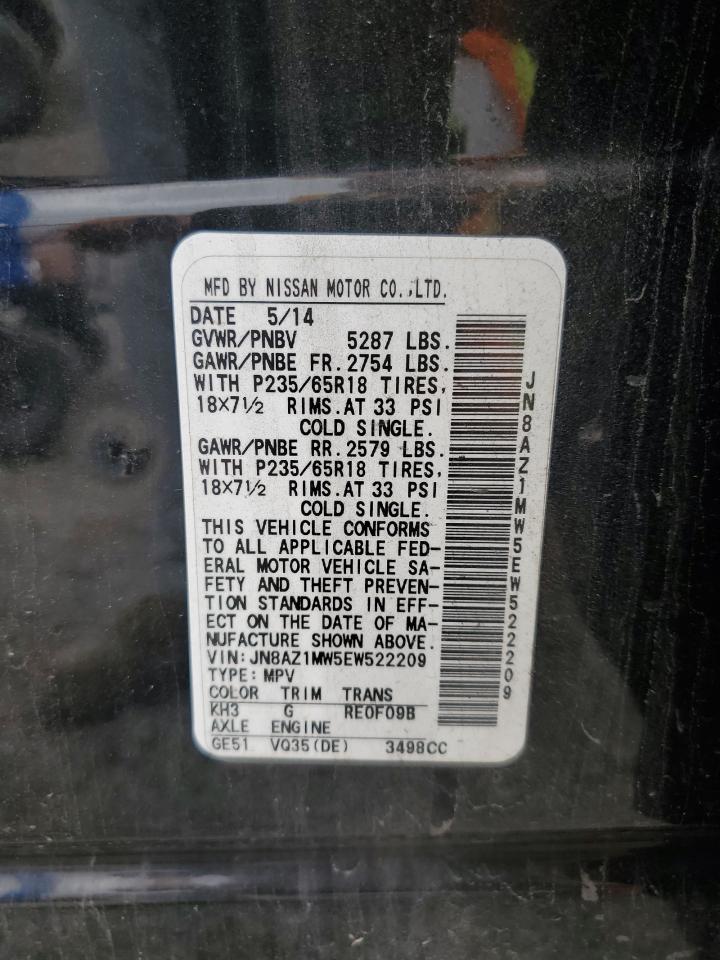 MFD BY NISSAN MOTOR CO.,LTD.
DATE 5/14
GVWR/PNBV 5287 LBS.
GAWR/PNBE FR. 2754 LBS.
WITH P235/65R18 TIRES,
18×7½ RIMS.AT 33 PSI
COLD SINGLE.
GAWR/PNBE RR. 2579 LBS.
WITH P235/65R18 TIRES,
18×7½ RIMS.AT 33 PSI
COLD SINGLE.
THIS VEHICLE CONFORMS
TO ALL APPLICABLE FED-
ERAL MOTOR VEHICLE SA-
FETY AND THEFT PREVEN-
TION STANDARDS IN EFF-
ECT ON THE DATE OF MA-
NUFACTURE SHOWN ABOVE.
VIN: JN8AZ1MW5EW522209
TYPE: MPV
COLOR TRIM TRANS
KH3 G RE0F09B
AXLE ENGINE
GE51 VQ35(DE) 3498CC
JN8AZ1MW5EW522209